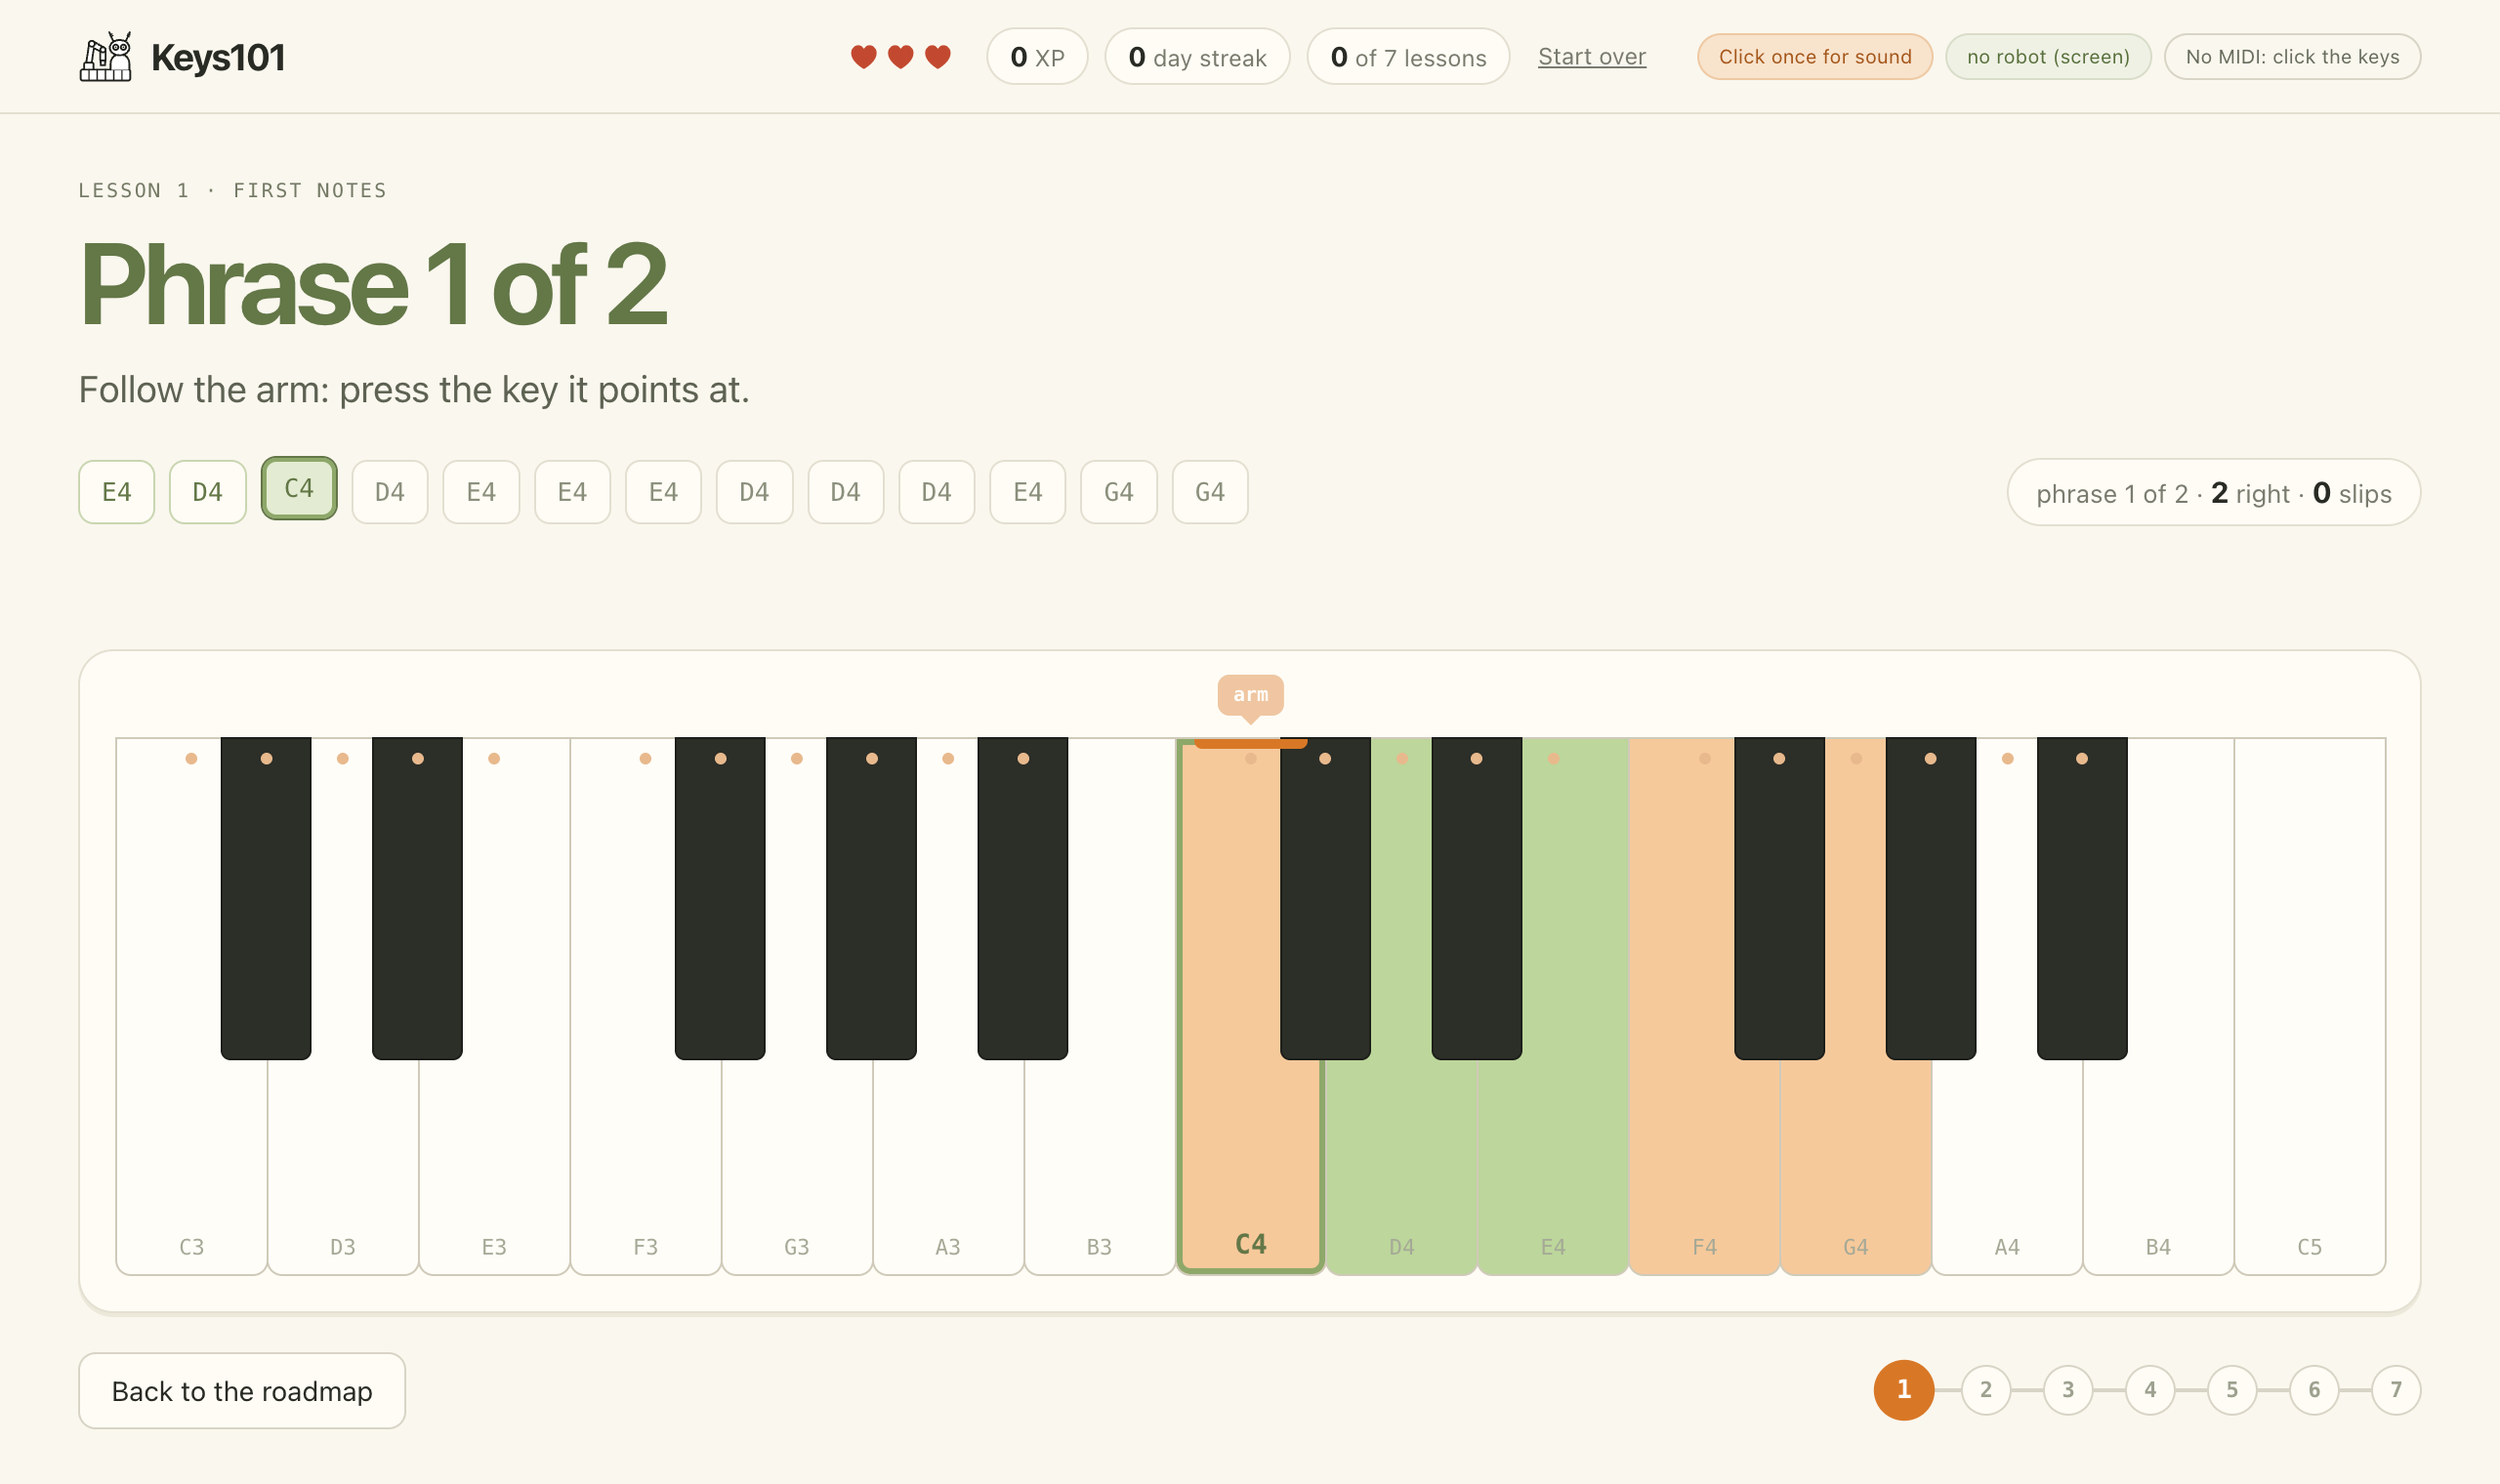 Keys101
0 XP
0 day streak
0 of 7 lessons
Start over
Click once for sound
no robot (screen)
No MIDI: click the keys
LESSON 1 · FIRST NOTES
Phrase 1 of 2
Follow the arm: press the key it points at.
E4 D4 C4 D4 E4 E4 E4 D4 D4 D4 E4 G4 G4
phrase 1 of 2 · 2 right · 0 slips
arm
C3 D3 E3 F3 G3 A3 B3 C4 D4 E4 F4 G4 A4 B4 C5
Back to the roadmap
1 2 3 4 5 6 7